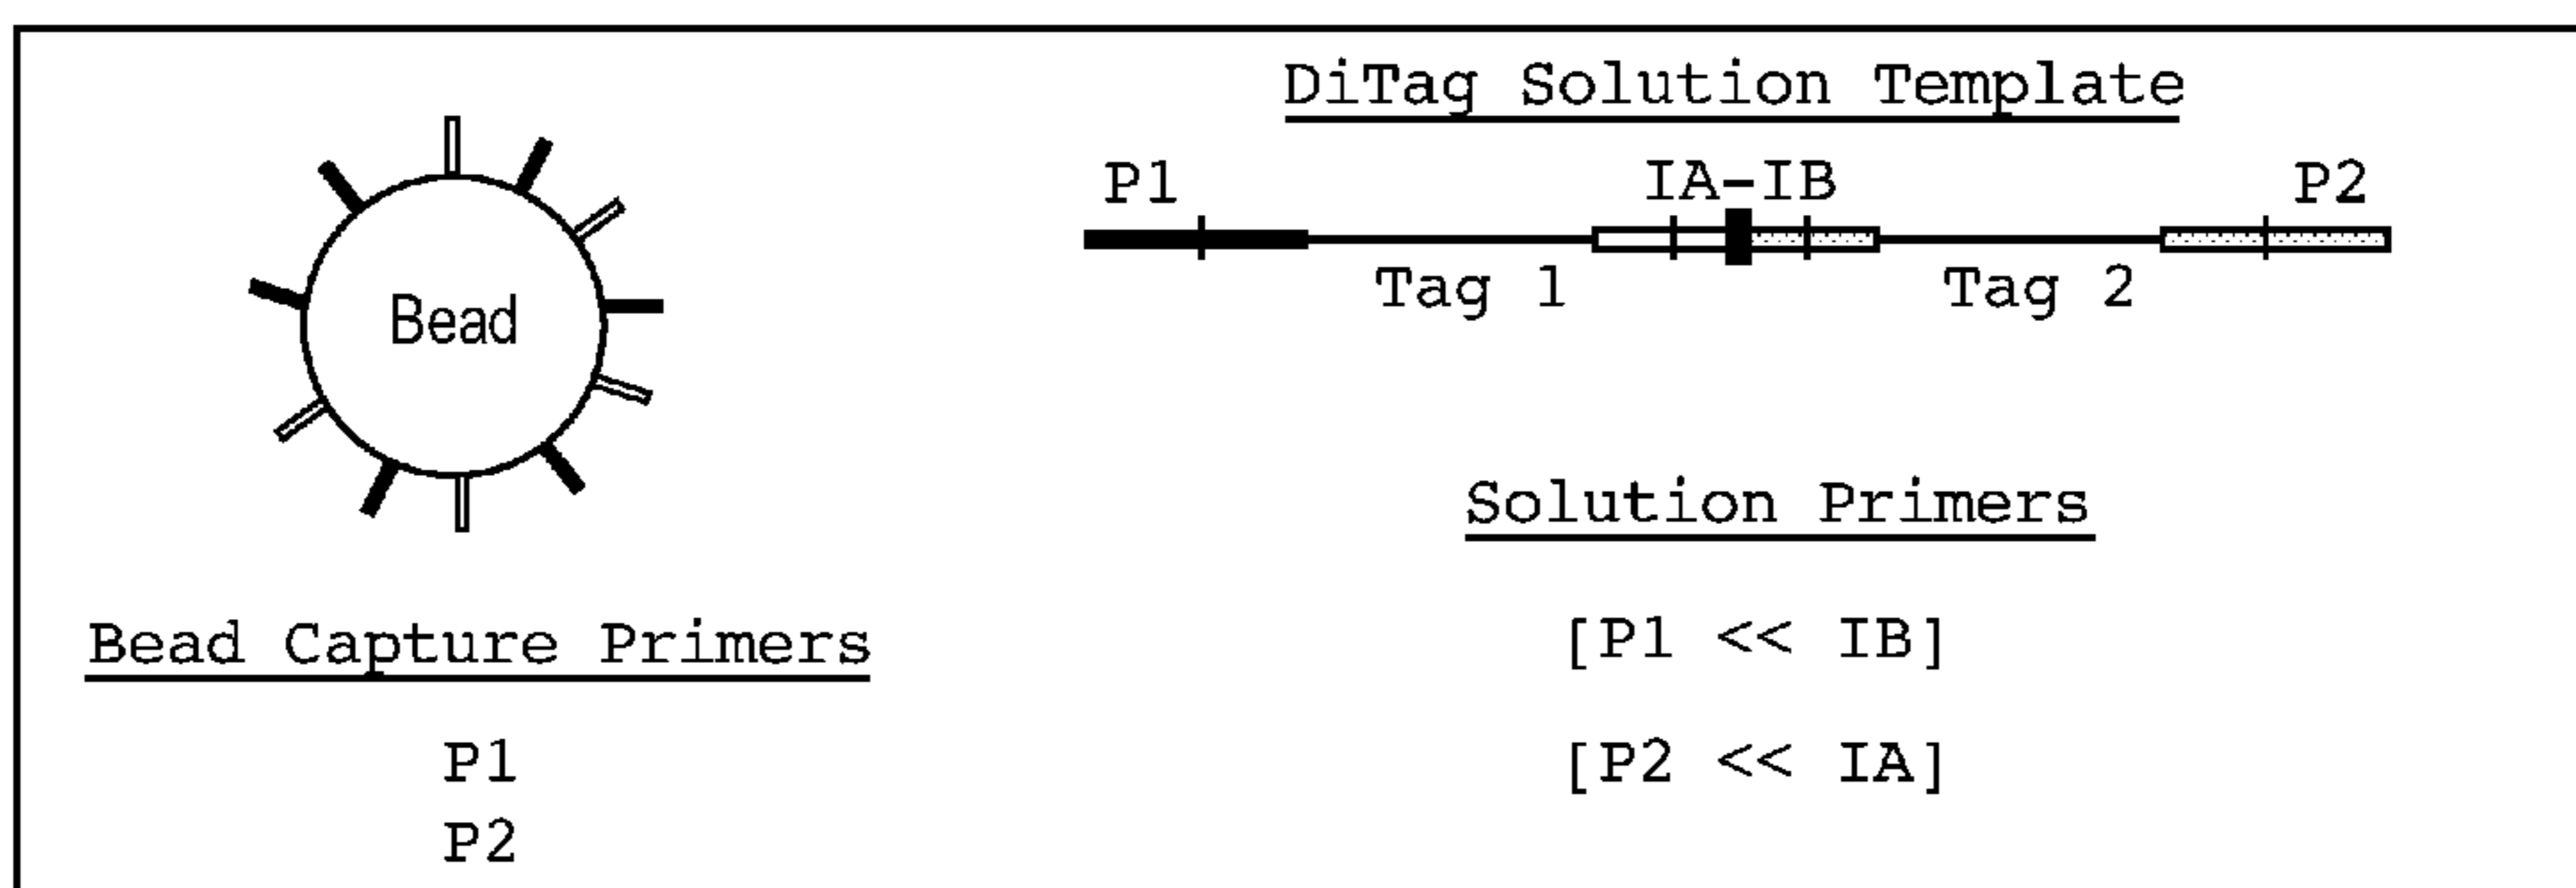 DiTag Solution Template
P1 IA-IB P2
Tag 1 Tag 2
Bead
Solution Primers
[P1 << IB]
[P2 << IA]
Bead Capture Primers
P1
P2